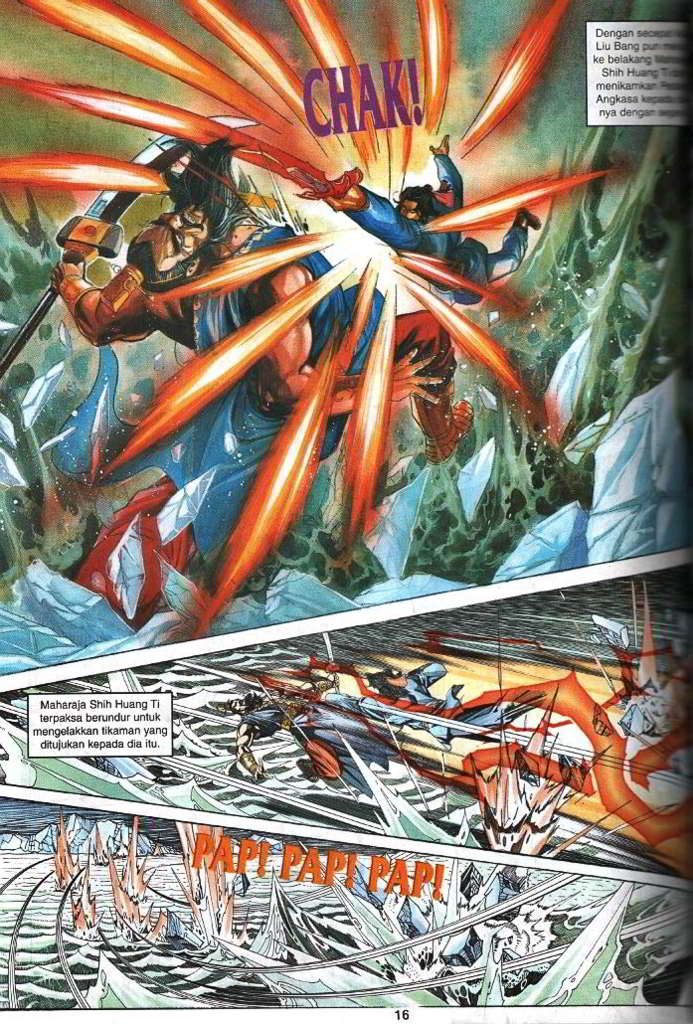 CHAK!
Dengan
Liu Bang pun
ke belakang
Shih Huang
menikamkan
Angkasa
nya dengan
Maharaja Shih Huang Ti
terpaksa berundur untuk
mengelakkan tikaman yang
ditujukan kepada dia itu.
PAP! PAP! PAP!
16